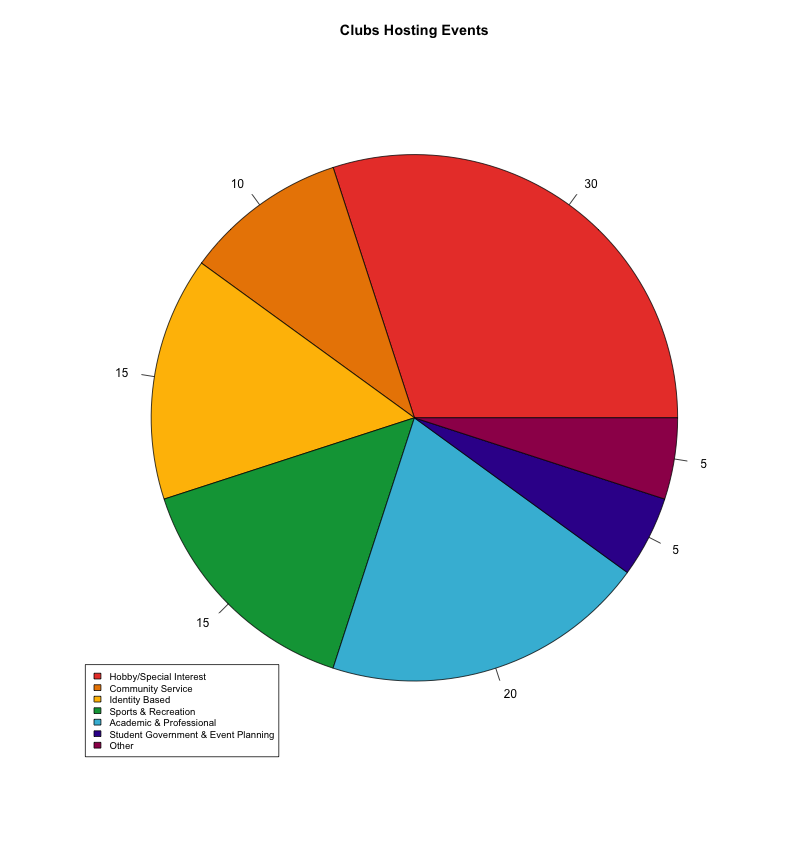 Clubs Hosting Events
30
10
15
15
20
5
5
Hobby/Special Interest
Community Service
Identity Based
Sports & Recreation
Academic & Professional
Student Government & Event Planning
Other